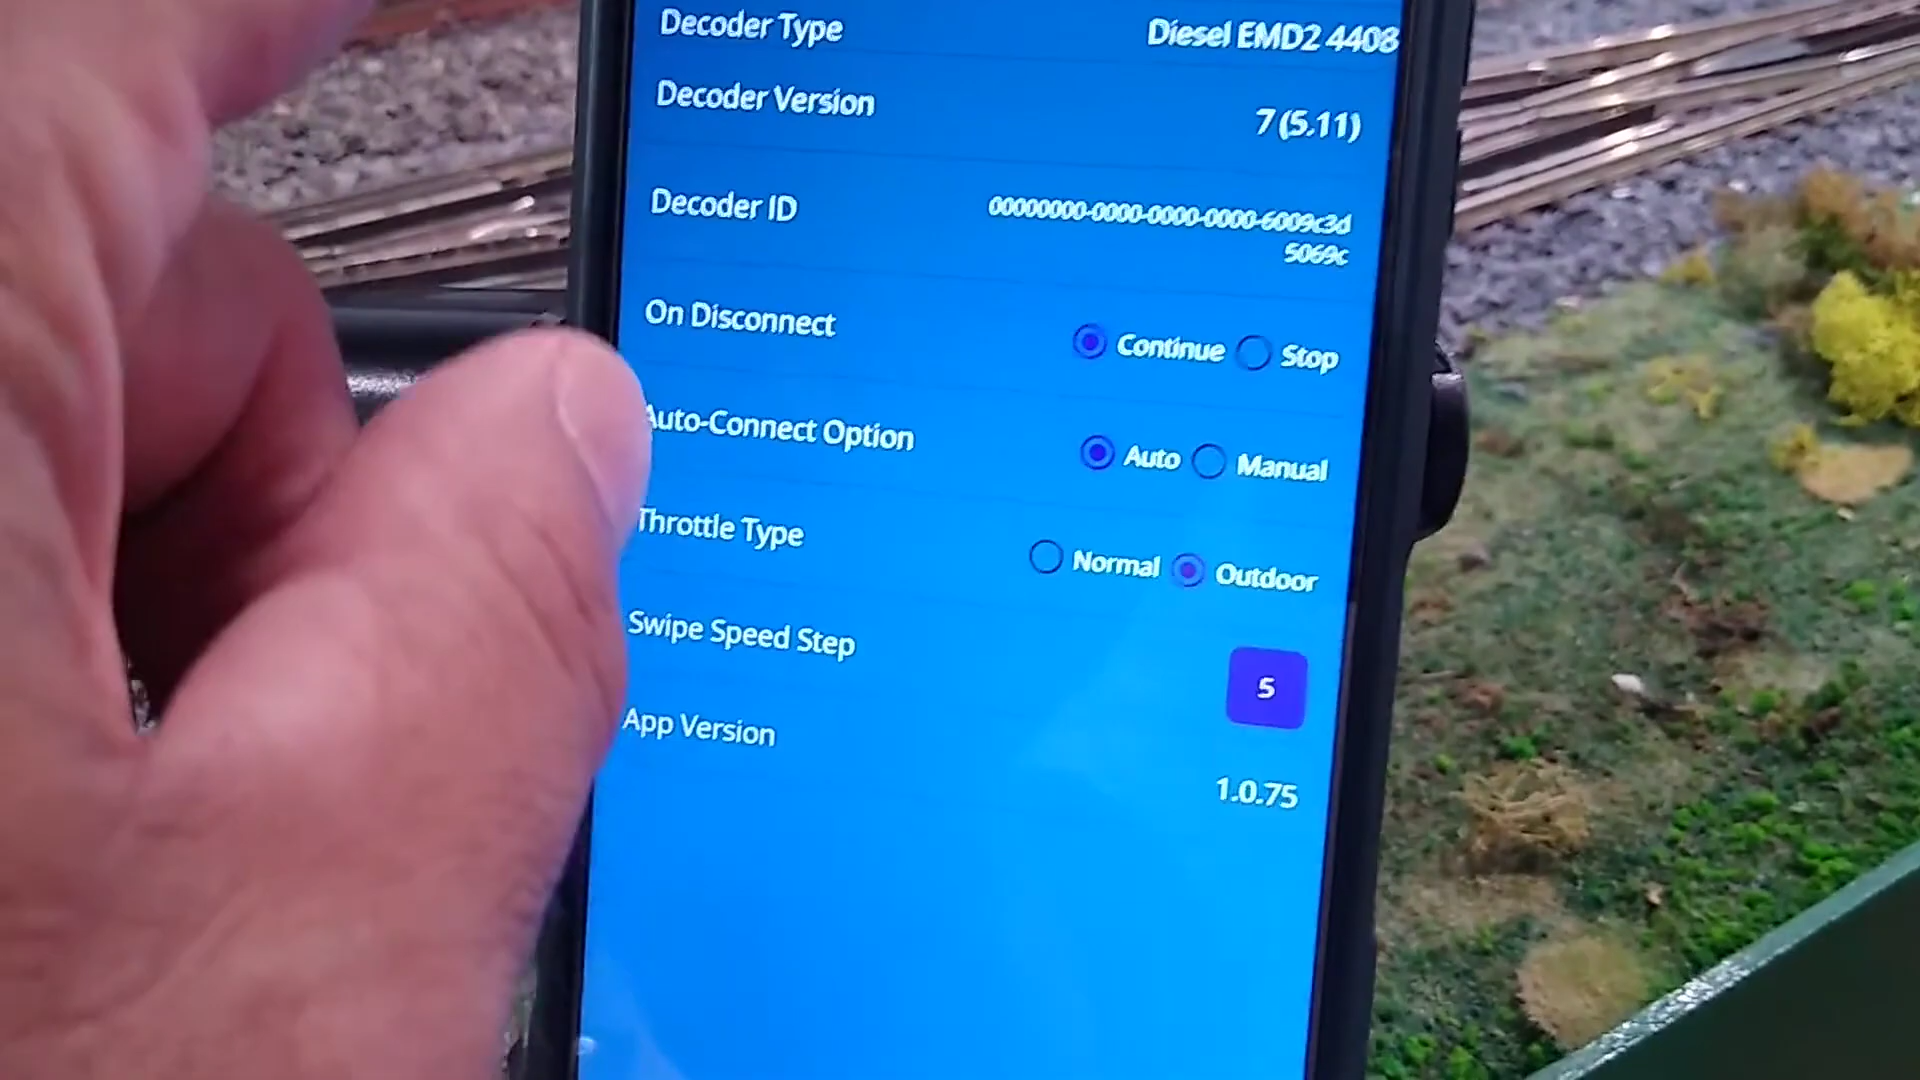 Decoder Type Diesel EMD2 4408
Decoder Version 7 (5.11)
Decoder ID 00000000-0000-0000-0000-6009c3d
5069c
On Disconnect Continue Stop
Auto-Connect Option Auto Manual
Throttle Type Normal Outdoor
Swipe Speed Step 5
App Version 1.0.75